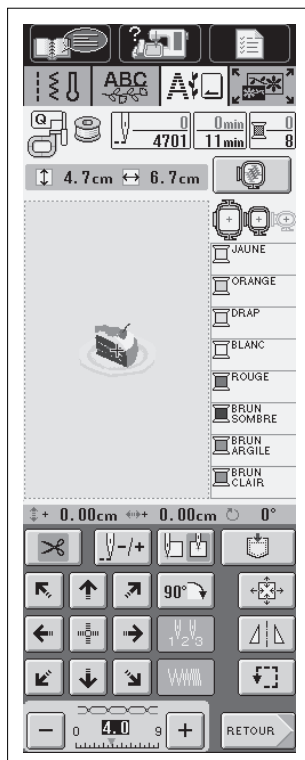 ?
ABC
A
Q
0 0min 0
4701 11min 8
4.7cm 6.7cm
JAUNE
ORANGE
DRAP
BLANC
ROUGE
BRUN
SOMBRE
BRUN
ARGILE
BRUN
CLAIR
+ 0.00cm + 0.00cm 0°
-/+
90°
1 2 3
- 0 4.0 9 + RETOUR